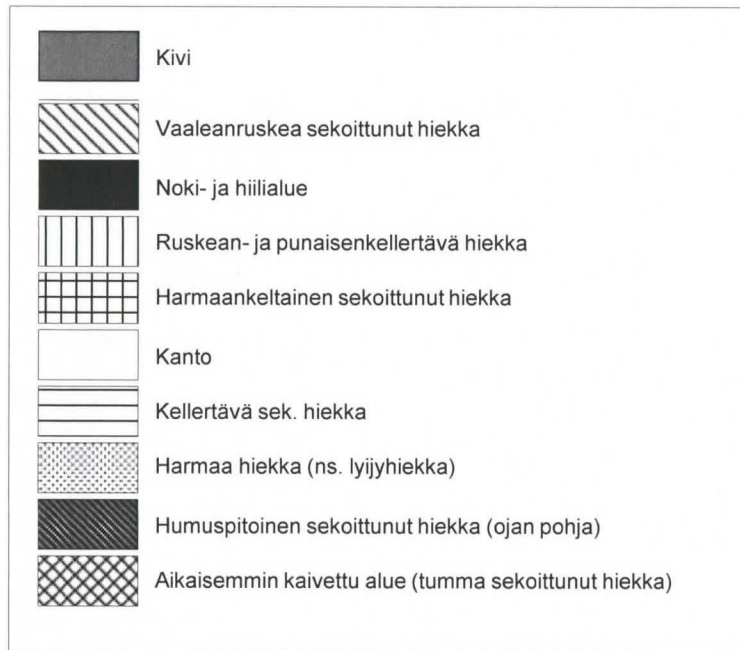 Kivi
Vaaleanruskea sekoittunut hiekka
Noki- ja hiilialue
Ruskean- ja punaisenkellertävä hiekka
Harmaankeltainen sekoittunut hiekka
Kanto
Kellertävä sek. hiekka
Harmaa hiekka (ns. lyijyhiekka)
Humuspitoinen sekoittunut hiekka (ojan pohja)
Aikaisemmin kaivettu alue (tumma sekoittunut hiekka)